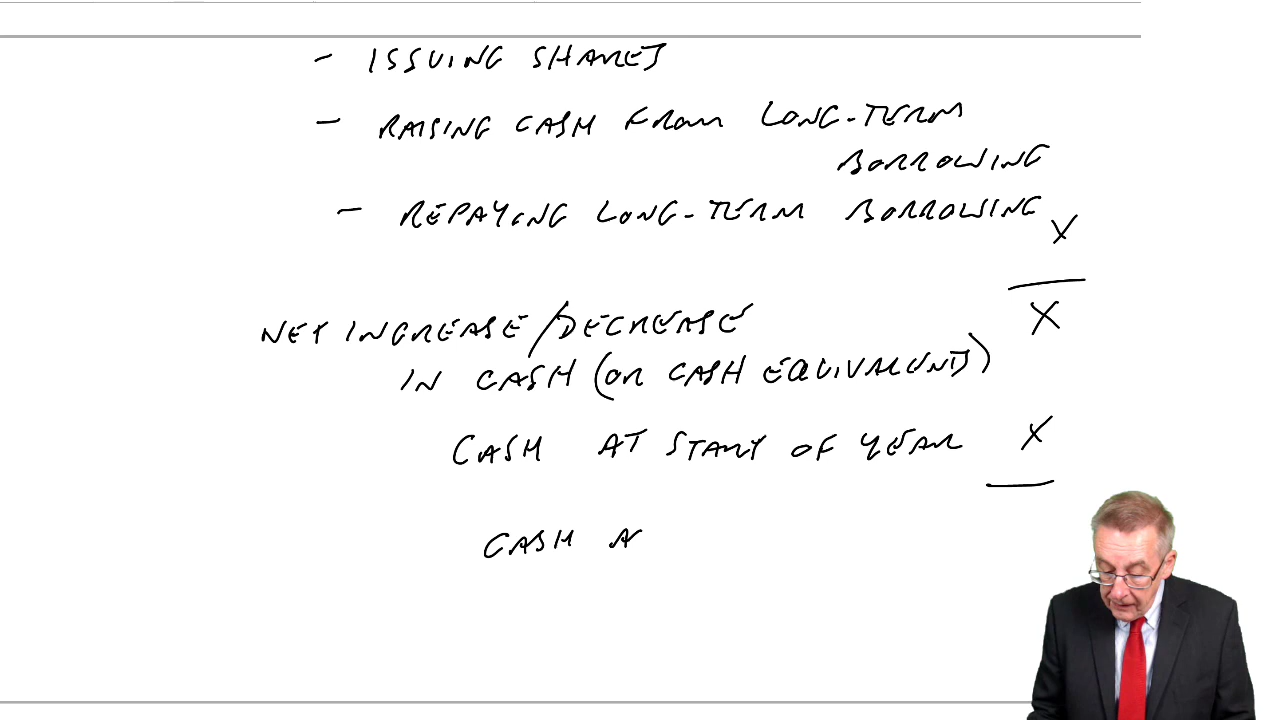 - ISSUING SHARES
- RAISING CASH FROM LONG-TERM
BORROWING
- REPAYING LONG-TERM BORROWING X
NET INCREASE/DECREASE X
IN CASH (OR CASH EQUIVALENTS)
CASH AT START OF YEAR X
CASH A